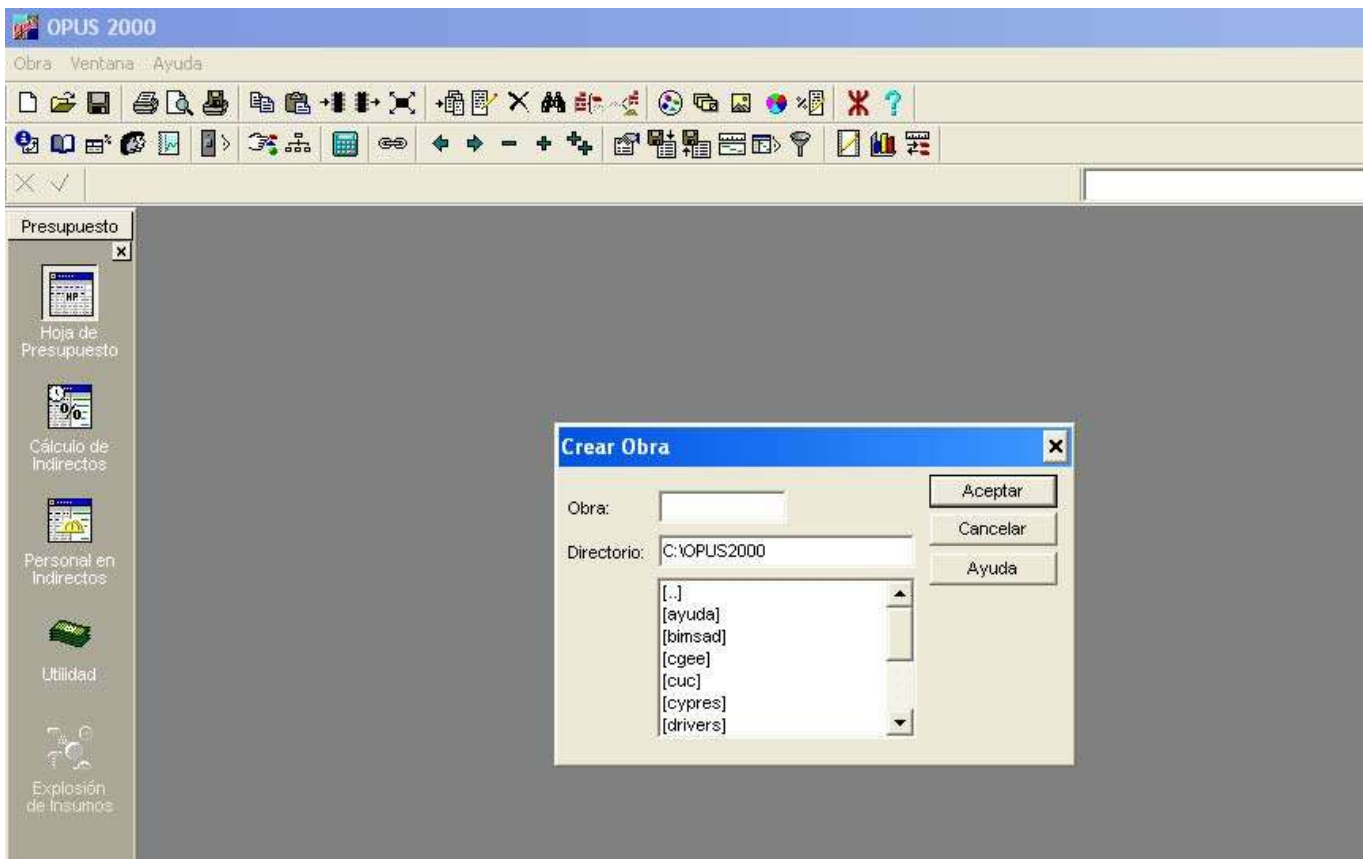 OPUS 2000
Obra Ventana Ayuda
Presupuesto
HP
Hoja de
Presupuesto
%
Cálculo de
Indirectos
Personal en
Indirectos
Utilidad
Explosión
de Insumos
Crear Obra
Obra:
Aceptar
Cancelar
Directorio: C:\OPUS2000
Ayuda
[..]
[ayuda]
[bimsad]
[cgee]
[cuc]
[cypres]
[drivers]